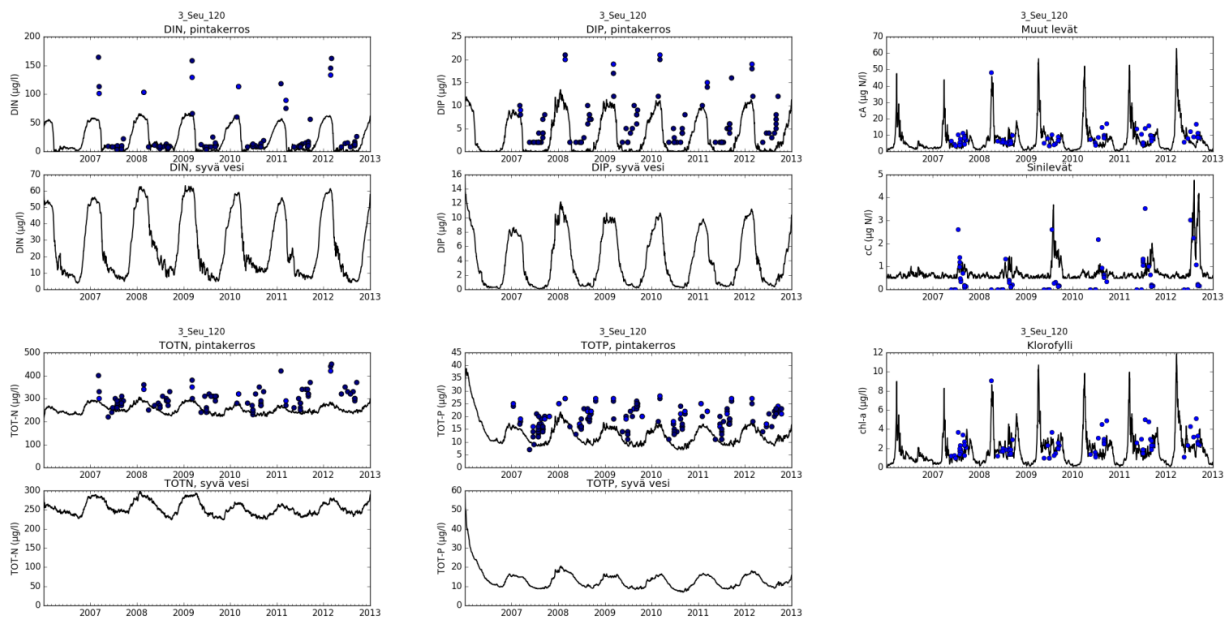 3_Seu_120
DIN, pintakerros
DIN (µg/l)
200
150
100
50
0
2007 2008 2009 2010 2011 2012 2013
DIN, syvä vesi
DIN (µg/l)
70
60
50
40
30
20
10
0
2007 2008 2009 2010 2011 2012 2013
3_Seu_120
DIP, pintakerros
DIP (µg/l)
25
20
15
10
5
0
2007 2008 2009 2010 2011 2012 2013
DIP, syvä vesi
DIP (µg/l)
16
14
12
10
8
6
4
2
0
2007 2008 2009 2010 2011 2012 2013
3_Seu_120
Muut levät
cA (µg N/l)
70
60
50
40
30
20
10
0
2007 2008 2009 2010 2011 2012 2013
Sinilevät
cC (µg N/l)
5
4
3
2
1
0
2007 2008 2009 2010 2011 2012 2013
3_Seu_120
TOTN, pintakerros
TOT-N (µg/l)
500
400
300
200
100
0
2007 2008 2009 2010 2011 2012 2013
TOTN, syvä vesi
TOT-N (µg/l)
300
250
200
150
100
50
0
2007 2008 2009 2010 2011 2012 2013
3_Seu_120
TOTP, pintakerros
TOT-P (µg/l)
45
40
35
30
25
20
15
10
5
0
2007 2008 2009 2010 2011 2012 2013
TOTP, syvä vesi
TOT-P (µg/l)
60
50
40
30
20
10
0
2007 2008 2009 2010 2011 2012 2013
3_Seu_120
Klorofylli
chl-a (µg/l)
12
10
8
6
4
2
0
2007 2008 2009 2010 2011 2012 2013